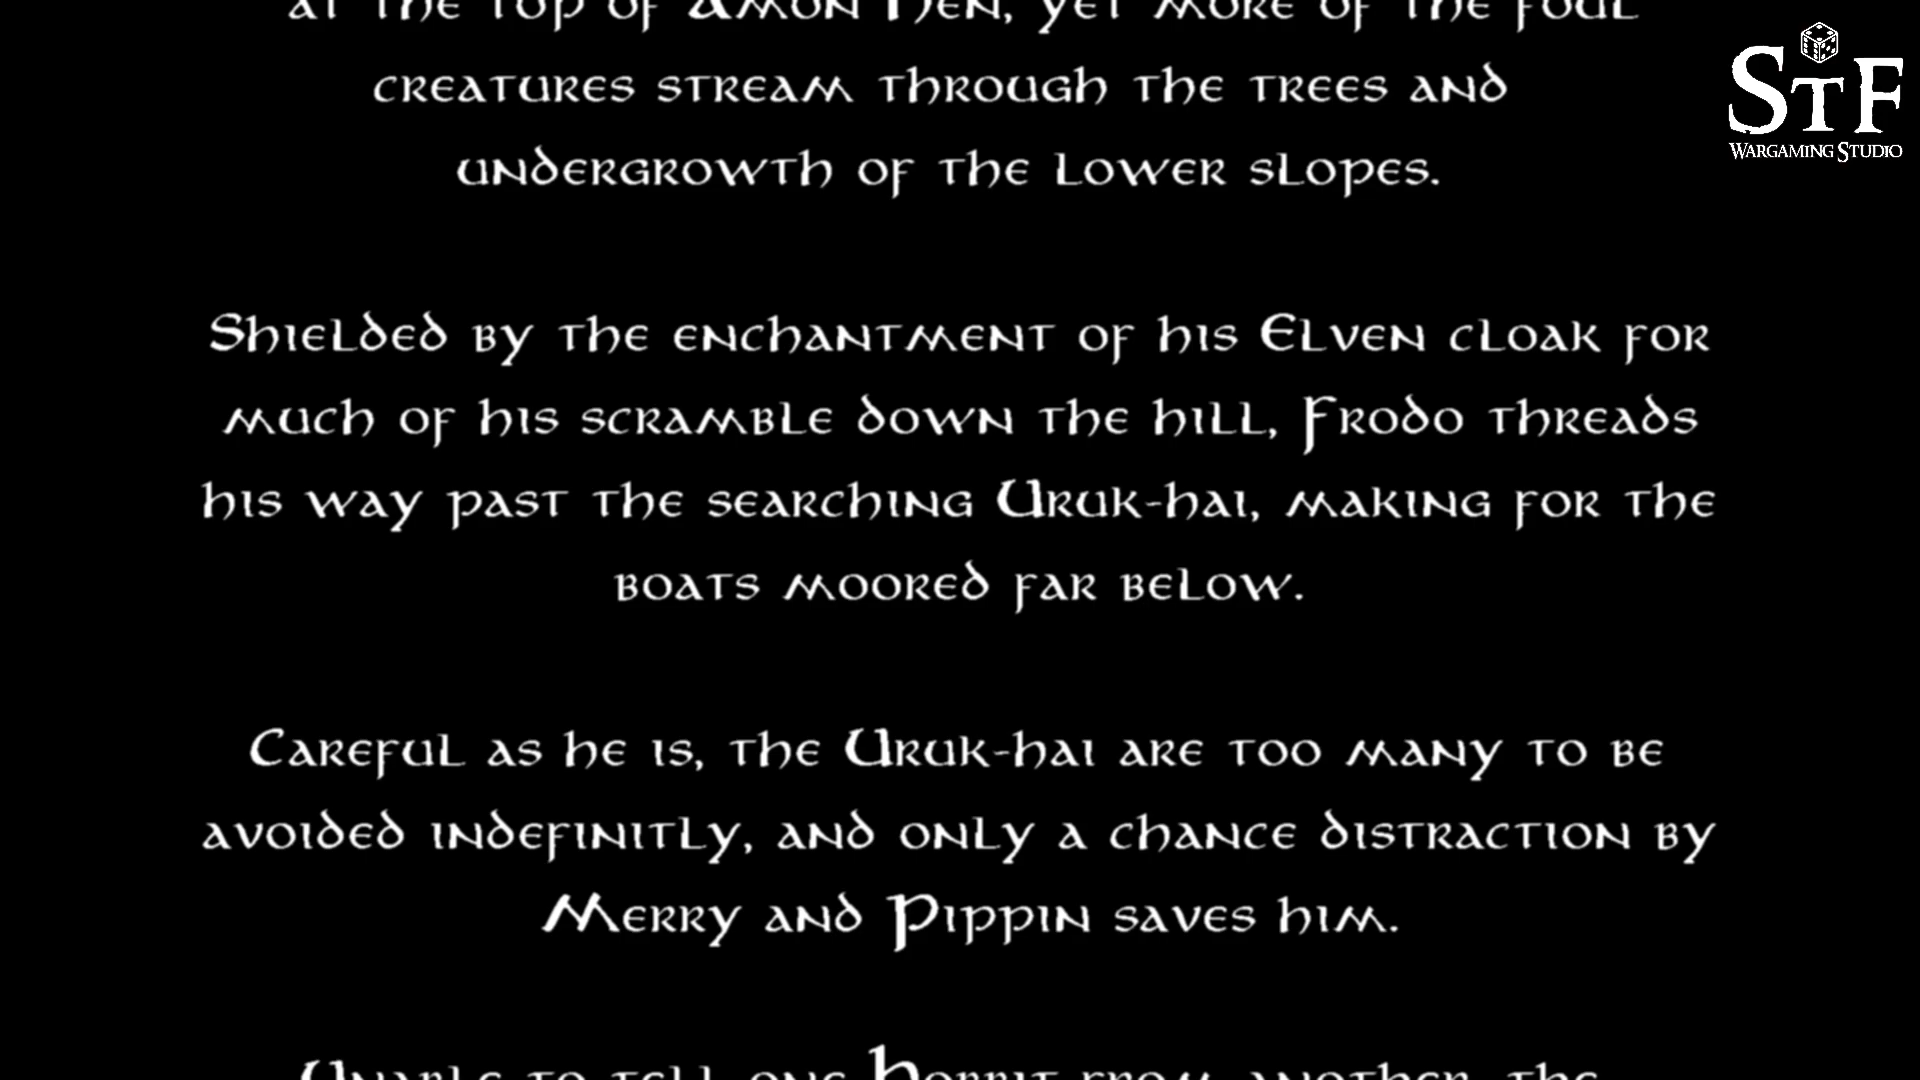 at the top of Amon Hen, yet more of the foul
creatures stream through the trees and
undergrowth of the lower slopes.
Shielded by the enchantment of his Elven cloak for
much of his scramble down the hill, Frodo threads
his way past the searching Uruk-hai, making for the
boats moored far below.
Careful as he is, the Uruk-hai are too many to be
avoided indefinitly, and only a chance distraction by
Merry and Pippin saves him.
Unable to tell one Hobbit from another, the
StF
Wargaming Studio